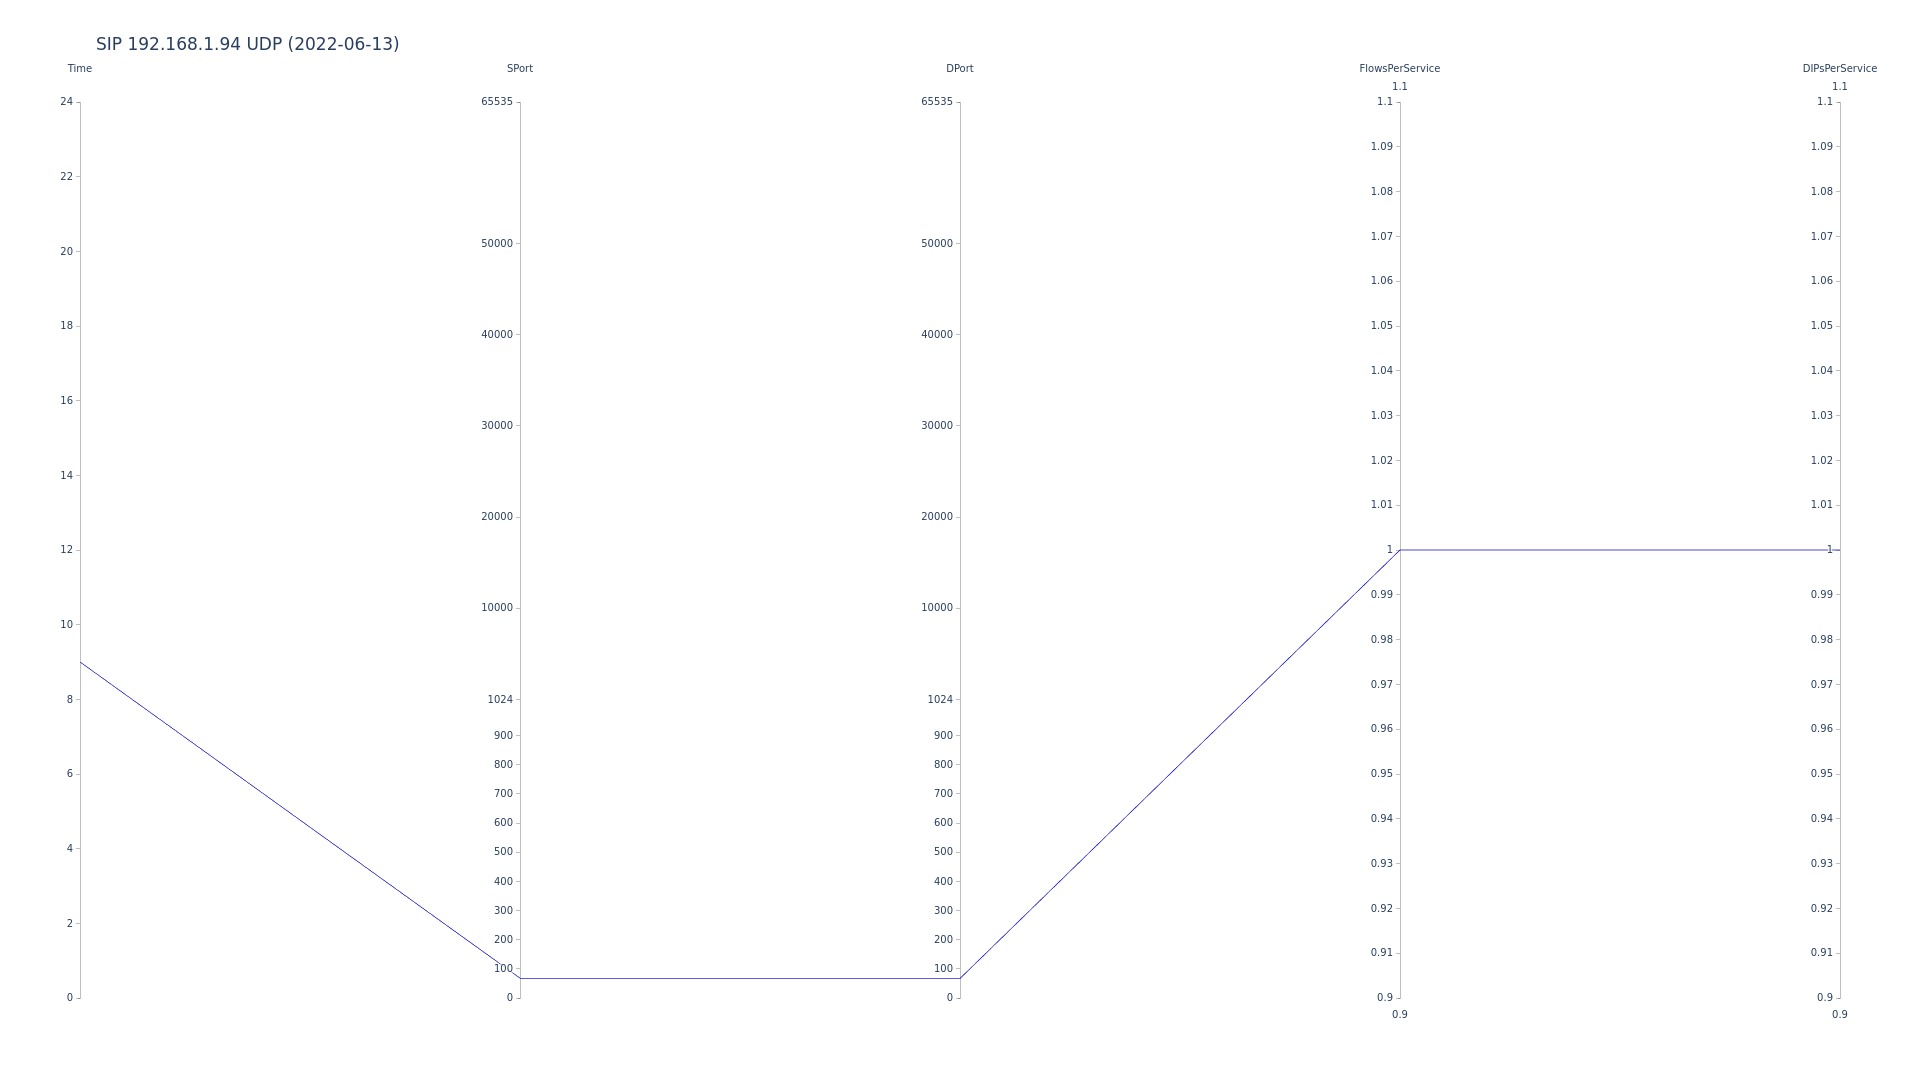 SIP 192.168.1.94 UDP (2022-06-13)
Time SPort DPort FlowsPerService DIPsPerService
1.1 1.1
24 65535 65535 1.1 1.1
1.09 1.09
22 1.08 1.08
1.07 1.07
50000 50000
20 1.06 1.06
18 1.05 1.05
40000 40000
1.04 1.04
16 1.03 1.03
30000 30000
1.02 1.02
14 1.01 1.01
20000 20000
12 1 1
0.99 0.99
10000 10000
10 0.98 0.98
0.97 0.97
8 1024 1024
0.96 0.96
900 900
800 800
6 0.95 0.95
700 700
600 600 0.94 0.94
4 500 500
0.93 0.93
400 400
300 300 0.92 0.92
2
200 200
0.91 0.91
100 100
0 0 0 0.9 0.9
0.9 0.9